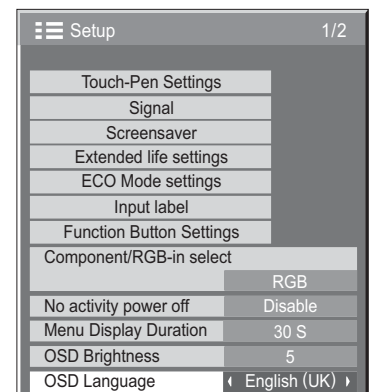 Setup 1/2
Touch-Pen Settings
Signal
Screensaver
Extended life settings
ECO Mode settings
Input label
Function Button Settings
Component/RGB-in select
RGB
No activity power off Disable
Menu Display Duration 30 S
OSD Brightness 5
OSD Language English (UK)